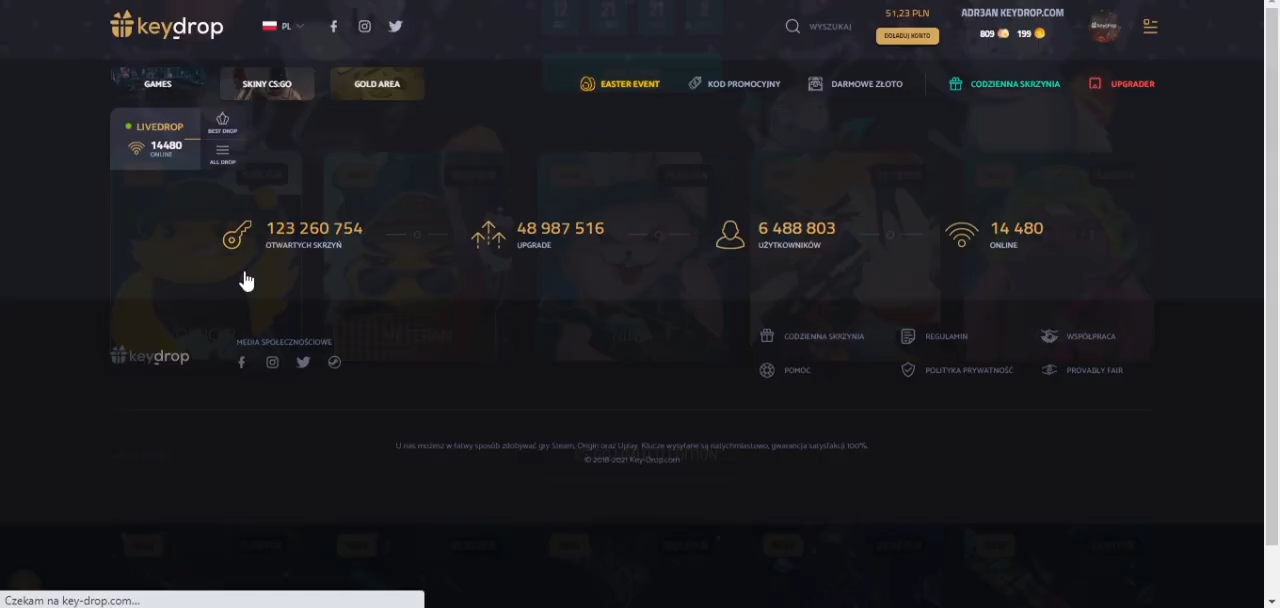 keydrop
PL
WYSZUKAJ
51,23 PLN
DOŁADUJ KONTO
ADR3AN KEYDROP.COM
809 199
GAMES
SKINY CS:GO
GOLD AREA
EASTER EVENT
KOD PROMOCYJNY
DARMOWE ZŁOTO
CODZIENNA SKRZYNIA
UPGRADER
LIVEDROP
14480
ONLINE
BEST DROP
ALL DROP
123 260 754
OTWARTYCH SKRZYŃ
48 987 516
UPGRADE
6 488 803
UŻYTKOWNIKÓW
14 480
ONLINE
VETERAN
keydrop
MEDIA SPOŁECZNOŚCIOWE
CODZIENNA SKRZYNIA
REGULAMIN
WSPÓŁPRACA
POMOC
POLITYKA PRYWATNOŚCI
PROVABLY FAIR
U nas możesz w łatwy sposób zdobywać gry Steam, Origin oraz Uplay. Klucze wysyłane są natychmiastowo, gwarancja satysfakcji 100%.
© 2018-2021 Key-Drop.com
Czekam na key-drop.com...